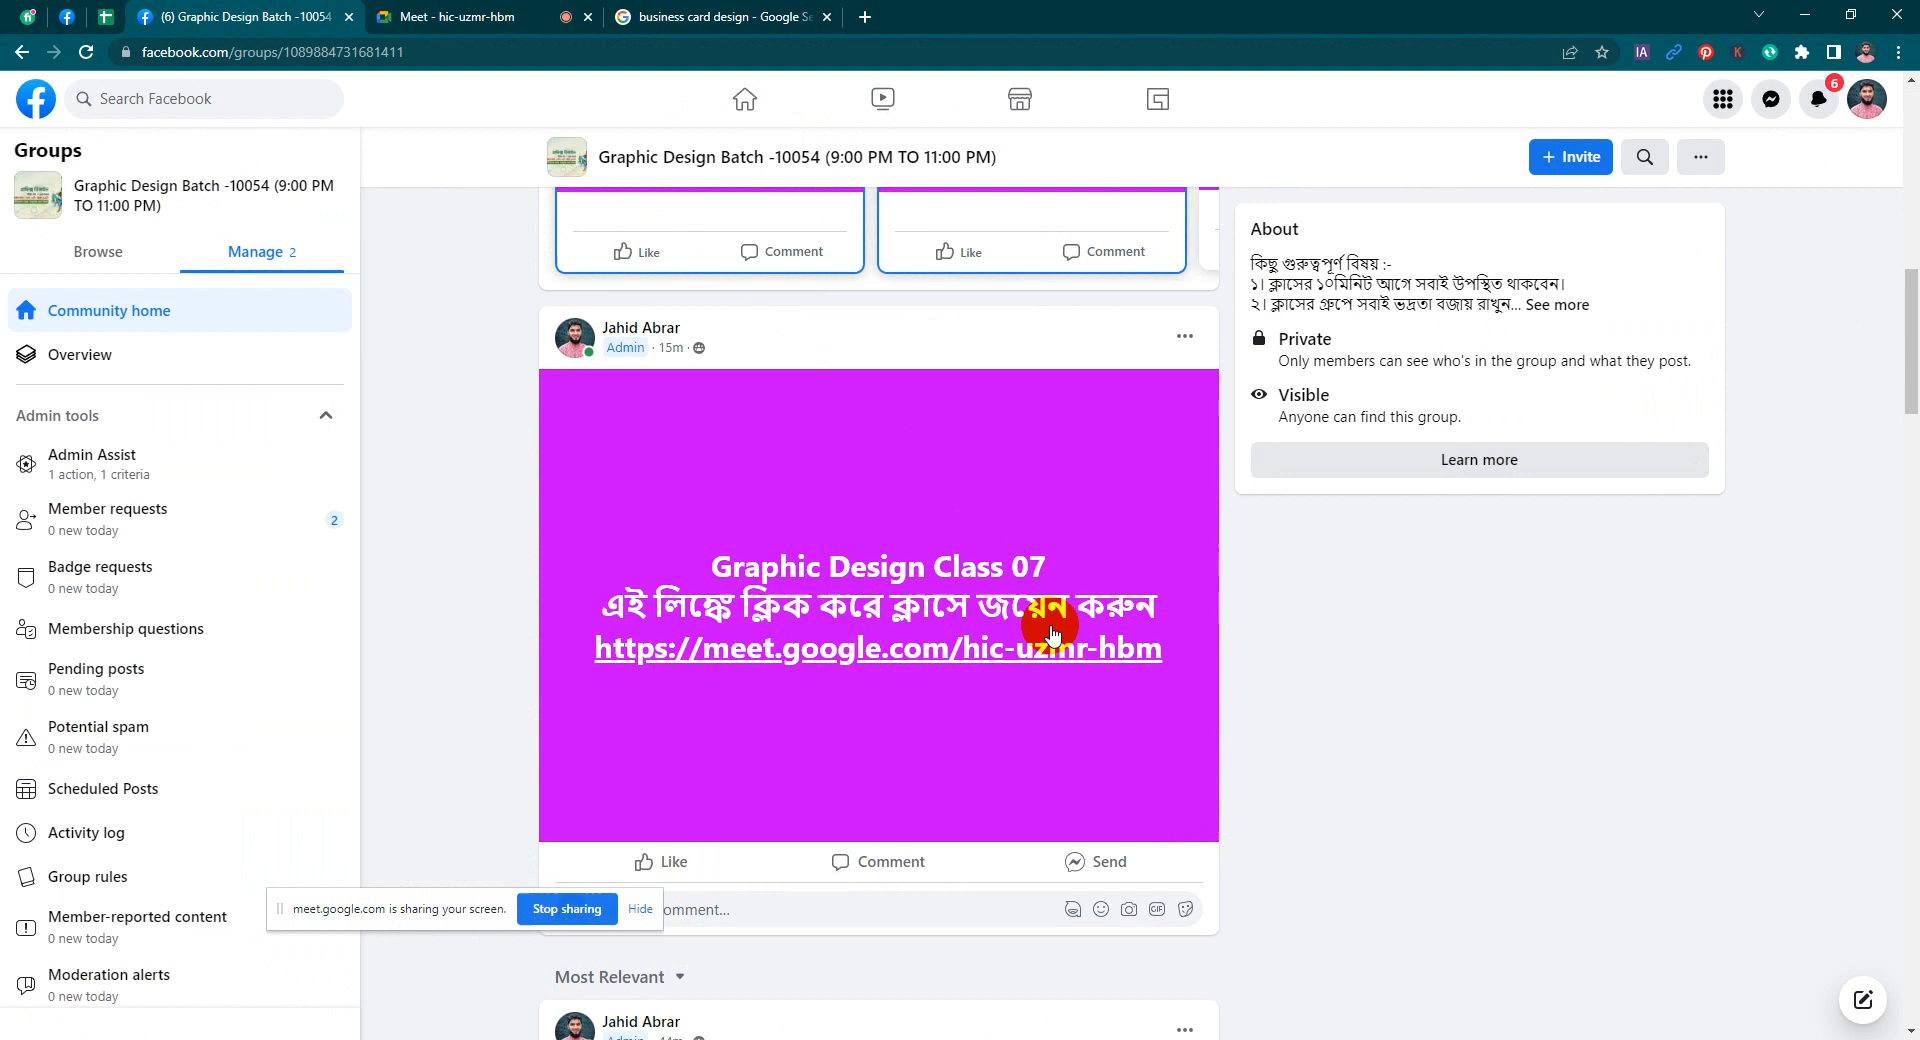 (6) Graphic Design Batch -10054
Meet - hic-uzmr-hbm
business card design - Google Se
facebook.com/groups/1089884731681411
Search Facebook
6
Groups
Graphic Design Batch -10054 (9:00 PM TO 11:00 PM)
Invite
Graphic Design Batch -10054 (9:00 PM
TO 11:00 PM)
Browse
Manage 2
Like
Comment
Like
Comment
Community home
Overview
Admin tools
Admin Assist
1 action, 1 criteria
Member requests
0 new today
2
Badge requests
0 new today
Membership questions
Pending posts
0 new today
Potential spam
0 new today
Scheduled Posts
Activity log
Group rules
Member-reported content
0 new today
Moderation alerts
0 new today
Jahid Abrar
Admin · 15m ·
Graphic Design Class 07
এই লিঙ্কে ক্লিক করে ক্লাসে জয়েন করুন
https://meet.google.com/hic-uzmr-hbm
Like
Comment
Send
meet.google.com is sharing your screen.
Stop sharing
Hide
omment...
GIF
Most Relevant
Jahid Abrar
About
কিছু গুরুত্বপূর্ণ বিষয় :-
১। ক্লাসের ১০মিনিট আগে সবাই উপস্থিত থাকবেন।
২। ক্লাসের গ্রুপে সবাই ভদ্রতা বজায় রাখুন... See more
Private
Only members can see who's in the group and what they post.
Visible
Anyone can find this group.
Learn more